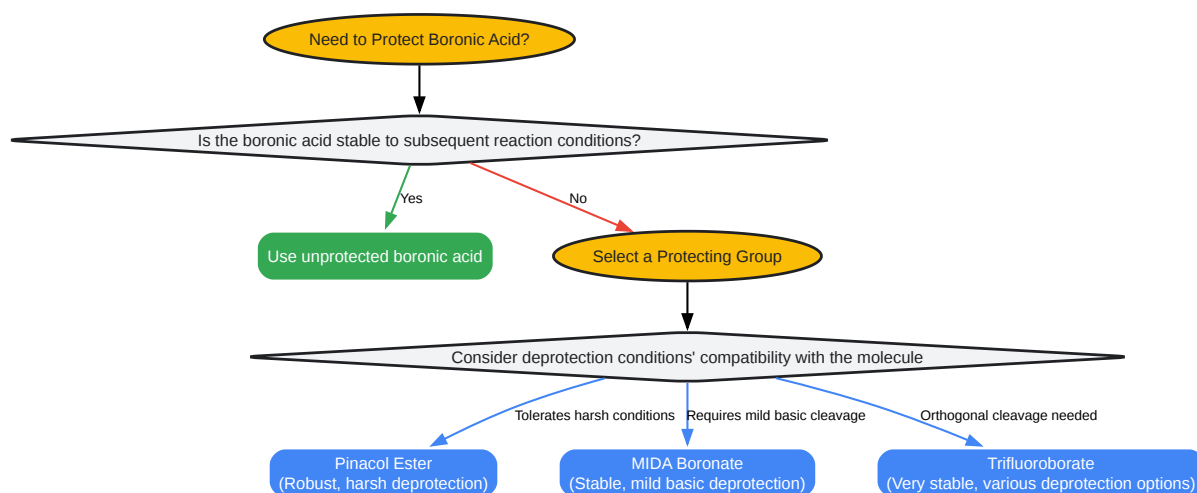 Need to Protect Boronic Acid?
Is the boronic acid stable to subsequent reaction conditions?
Yes
No
Use unprotected boronic acid
Select a Protecting Group
Consider deprotection conditions' compatibility with the molecule
Tolerates harsh conditions
Requires mild basic cleavage
Orthogonal cleavage needed
Pinacol Ester
(Robust, harsh deprotection)
MIDA Boronate
(Stable, mild basic deprotection)
Trifluoroborate
(Very stable, various deprotection options)